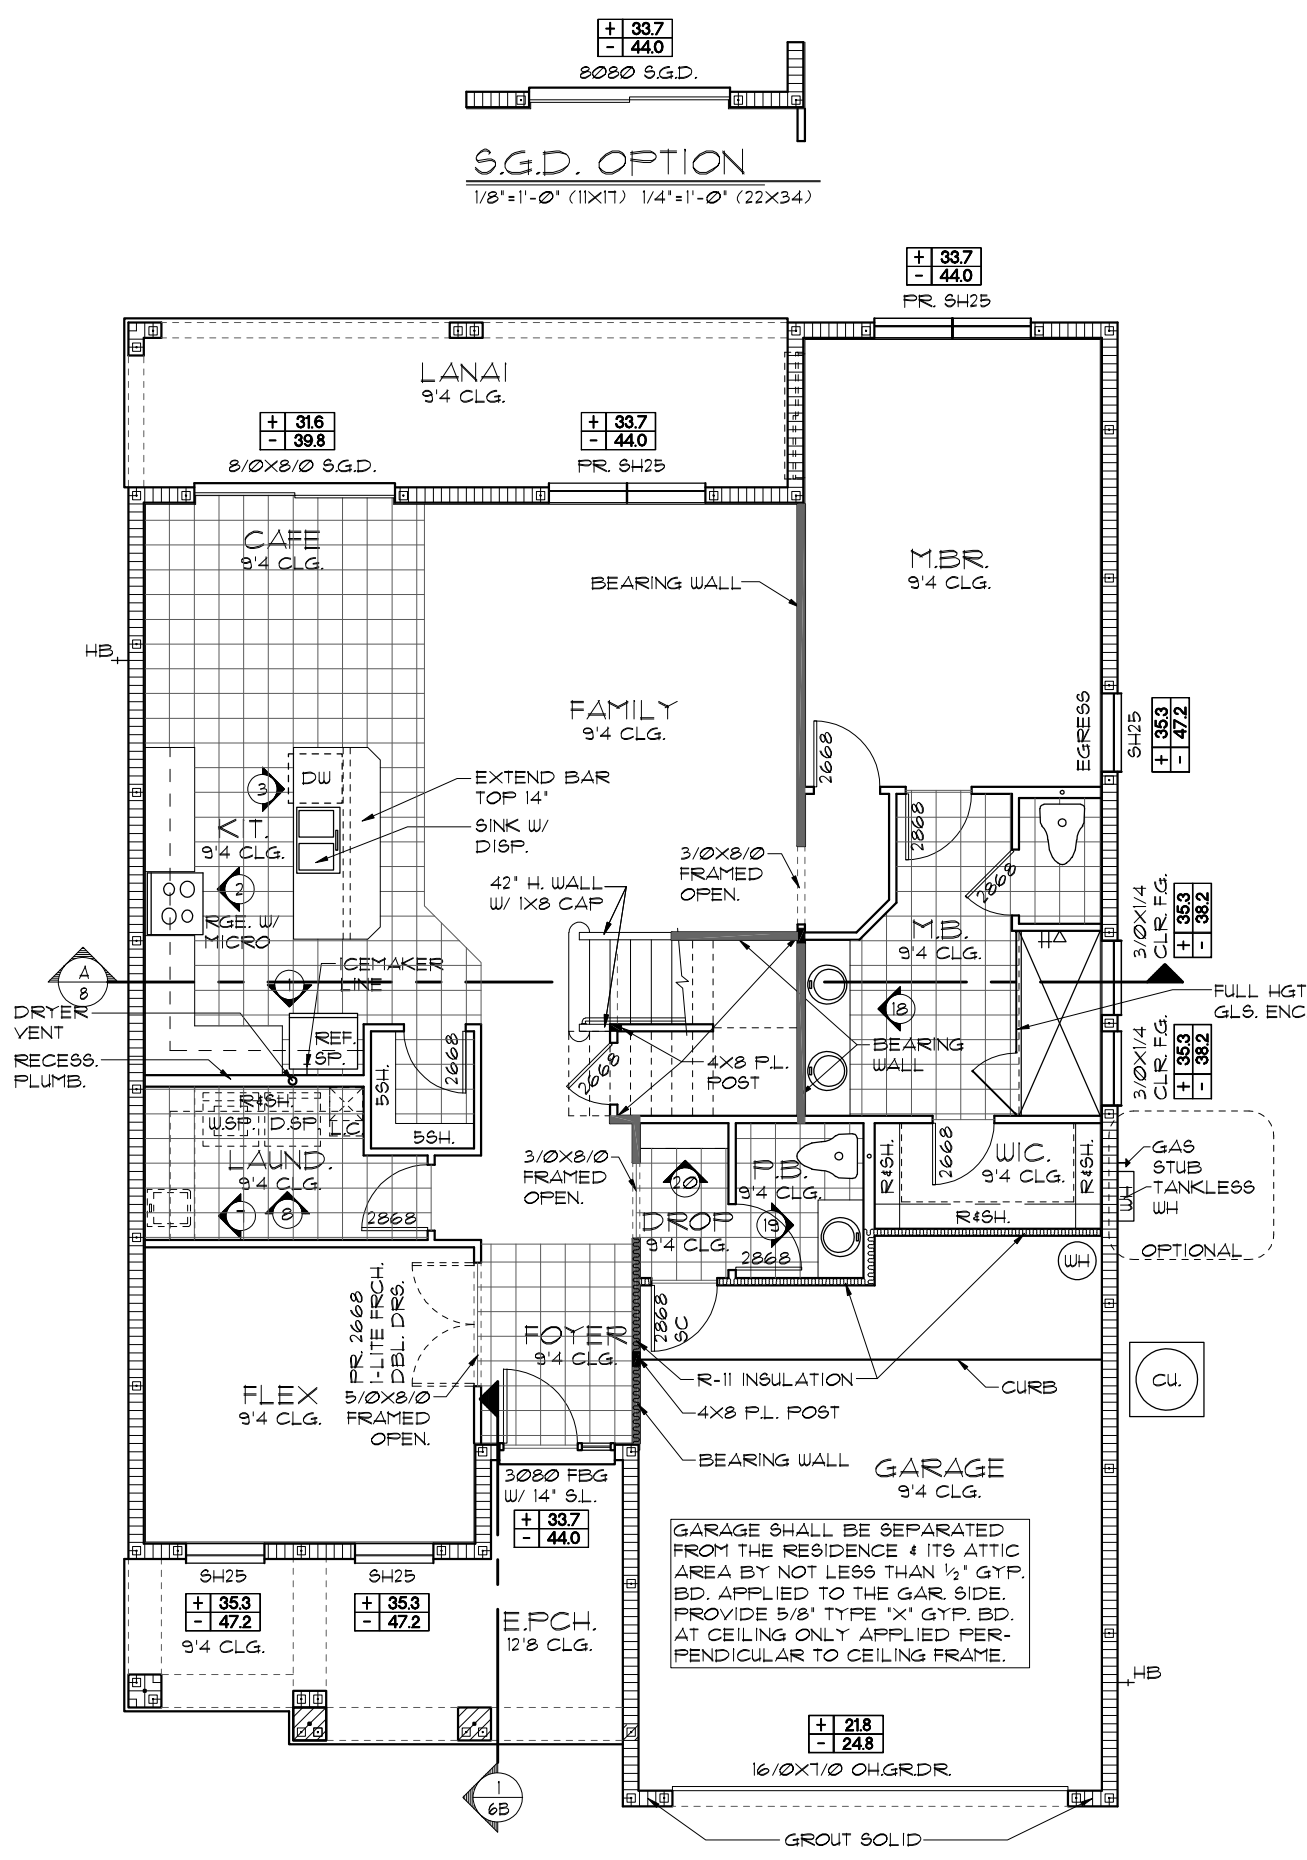 + 33.7
- 44.0
8080 S.G.D.
S.G.D. OPTION
1/8"=1'-0" (11X17) 1/4"=1'-0" (22X34)
+ 33.7
- 44.0
PR. SH25
LANAI
9'4 CLG.
+ 31.6
- 39.8
8/0X8/0 S.G.D.
+ 33.7
- 44.0
PR. SH25
CAFE
9'4 CLG.
M.BR.
9'4 CLG.
BEARING WALL
HB
FAMILY
9'4 CLG.
EGRESS
SH25
+ 35.3
- 47.2
2668
DW
3
EXTEND BAR
TOP 14"
SINK W/
DISP.
KIT.
9'4 CLG.
2
RGE. W/
MICRO
3/0X8/0
FRAMED
OPEN.
42" H. WALL
W/ 1X8 CAP
2868
2668
M.B.
9'4 CLG.
3/0X1/4
CLR. F.G.
+ 35.3
- 38.2
A
8
ICEMAKER
LINE
1
DRYER
VENT
RECESS.
PLUMB.
REF.
SP.
18
FULL HGT
GLS. ENC
BEARING
WALL
3/0X1/4
CLR. F.G.
+ 35.3
- 38.2
2668
5SH.
5SH.
2668
4X8 P.L.
POST
R&SH.
W.SP.
D.SP.
L.C.
LAUND.
9'4 CLG.
7
8
2868
3/0X8/0
FRAMED
OPEN.
20
DROP
9'4 CLG.
P.B.
9'4 CLG.
19
2868
R&SH.
2668
WIC.
9'4 CLG.
R&SH.
R&SH.
GAS
STUB
TANKLESS
WH
WH
OPTIONAL
WH
PR. 2668
1-LITE FRCH.
DBL. DRS.
2868
SC
FOYER
9'4 CLG.
FLEX
9'4 CLG.
5/0X8/0
FRAMED
OPEN.
R-11 INSULATION
CURB
CU.
4X8 P.L. POST
BEARING WALL
GARAGE
9'4 CLG.
3080 FBG
W/ 14" S.L.
+ 33.7
- 44.0
GARAGE SHALL BE SEPARATED
FROM THE RESIDENCE & ITS ATTIC
AREA BY NOT LESS THAN 1/2" GYP.
BD. APPLIED TO THE GAR. SIDE.
PROVIDE 5/8" TYPE "X" GYP. BD.
AT CEILING ONLY APPLIED PER-
PENDICULAR TO CEILING FRAME.
SH25
+ 35.3
- 47.2
9'4 CLG.
SH25
+ 35.3
- 47.2
E.PCH.
12'8 CLG.
HB
+ 21.8
- 24.8
16/0X7/0 OH.GR.DR.
1
6B
GROUT SOLID